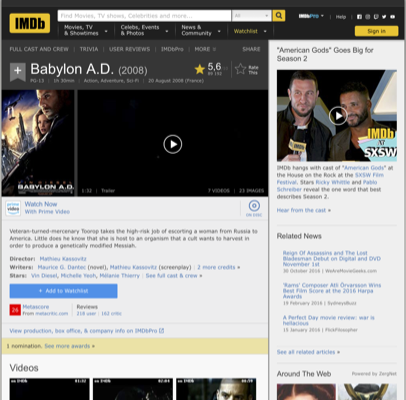 IMDb
Find Movies, TV shows, Celebrities and more...
All
IMDbPro
Help
Movies, TV & Showtimes
Celebs, Events & Photos
News & Community
Watchlist
Sign in
FULL CAST AND CREW | TRIVIA | USER REVIEWS | IMDbPro | MORE
SHARE
Babylon A.D. (2008)
5,6
Rate This
PG-13 | 1h 30min | Action, Adventure, Sci-Fi | 20 August 2008 (France)
BABYLON A.D.
1:32 | Trailer
7 VIDEOS | 21 IMAGES
prime video
Watch Now
With Prime Video
ON DISC
Veteran-turned-mercenary Toorop takes the high-risk job of escorting a woman from Russia to
America. Little does he know that she is host to an organism that a cult wants to harvest in
order to produce a genetically modified Messiah.
Director: Mathieu Kassovitz
Writers: Maurice G. Dantec (novel), Mathieu Kassovitz (screenplay) | 2 more credits »
Stars: Vin Diesel, Michelle Yeoh, Mélanie Thierry | See full cast & crew »
+ Add to Watchlist
26
Metascore
From metacritic.com
Reviews
218 user | 162 critic
View production, box office, & company info on IMDbPro
1 nomination. See more awards »
Videos
"American Gods" Goes Big for
Season 2
IMDb
at
SXSW
IMDb hangs with cast of "American Gods" at
the House on the Rock at the SXSW Film
Festival. Stars Ricky Whittle and Pablo
Schreiber reveal the one word that best
describes Season 2.
Hear from the cast »
Related News
Reign Of Assassins and The Lost
Bladesman Debut on Digital and DVD
November 1st
30 October 2016 | WeAreMovieGeeks.com
'Rams' Composer Atli Örvarsson Wins
Best Film Score at the 2016 Harpa
Awards
19 February 2016 | SydneysBuzz
A Perfect Day movie review: war is
hellacious
15 January 2016 | FlickFilosopher
See all related articles »
Around The Web
Powered by ZergNet